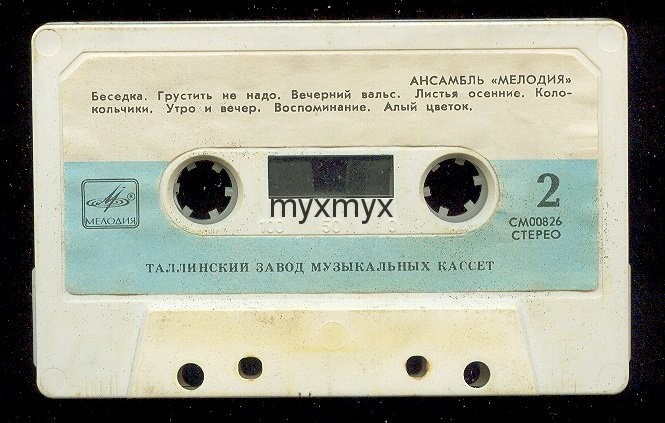 АНСАМБЛЬ «МЕЛОДИЯ»
Беседка. Грустить не надо. Вечерний вальс. Листья осенние. Коло-
кольчики. Утро и вечер. Воспоминание. Алый цветок.
МЕЛОДИЯ
2
myxmyx
100 50 0
СМ00826
СТЕРЕО
ТАЛЛИНСКИЙ ЗАВОД МУЗЫКАЛЬНЫХ КАССЕТ